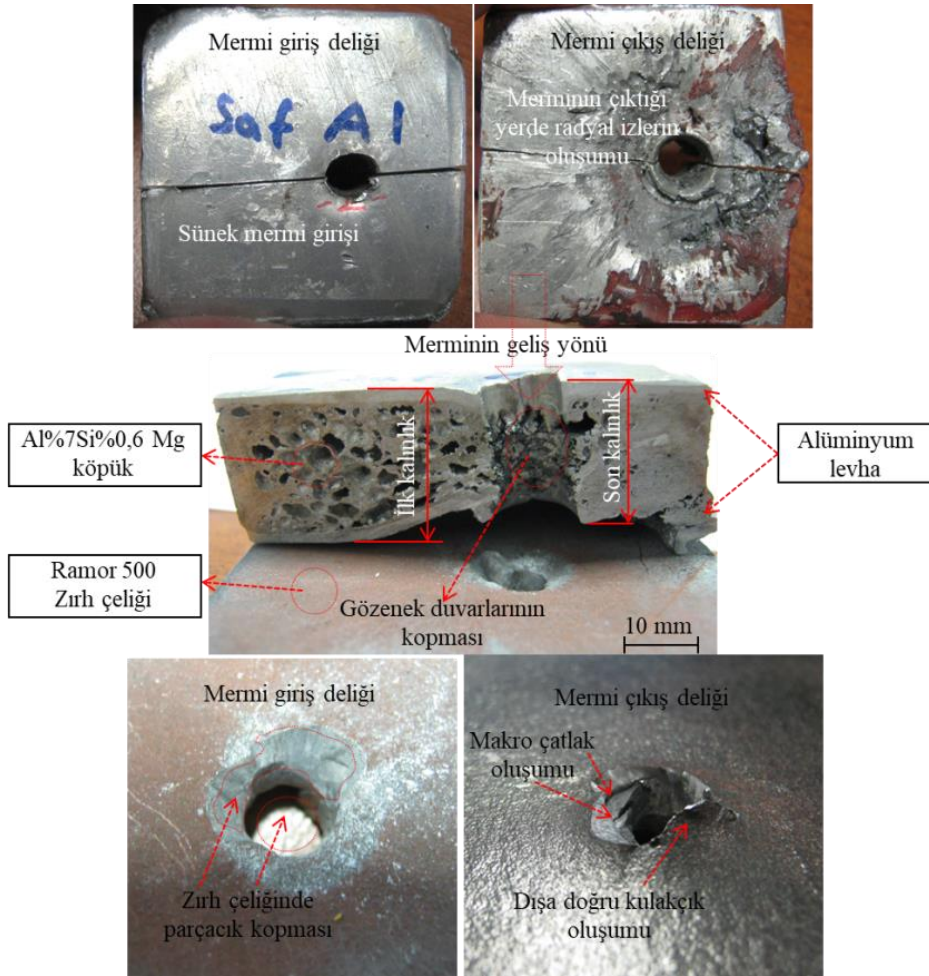 Mermi giriş deliği
Mermi çıkış deliği
Saf Al
Merminin çıktığı
yerde radyal izlerin
oluşumu
Sünek mermi girişi
Merminin geliş yönü
Al%7Si%0,6 Mg
köpük
İlk kalınlık
Son kalınlık
Alüminyum
levha
Ramor 500
Zırh çeliği
Gözenek duvarlarının
kopması
10 mm
Mermi giriş deliği
Zırh çeliğinde
parçacık kopması
Mermi çıkış deliği
Makro çatlak
oluşumu
Dışa doğru kulakçık
oluşumu